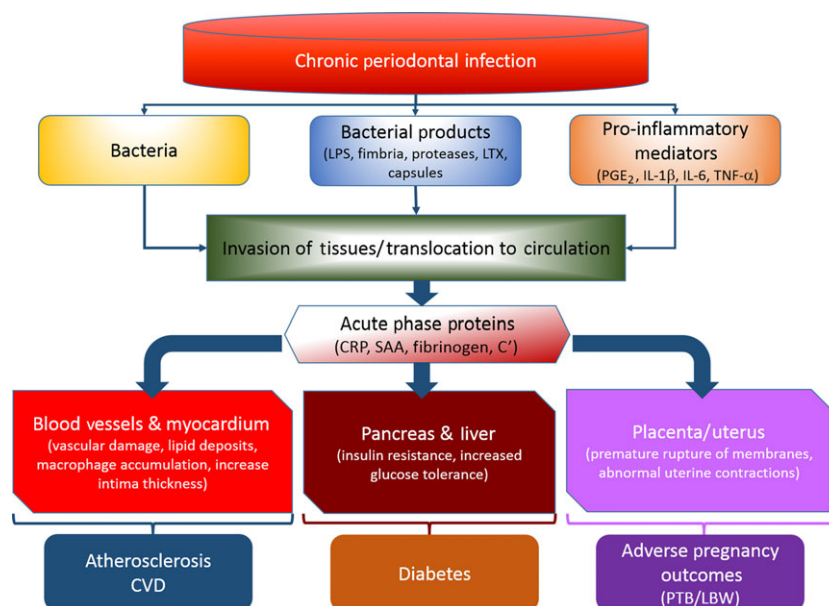 Chronic periodontal infection
Bacteria
Bacterial products
(LPS, fimbria, proteases, LTX,
capsules
Pro-inflammatory
mediators
(PGE₂, IL-1β, IL-6, TNF-α)
Invasion of tissues/translocation to circulation
Acute phase proteins
(CRP, SAA, fibrinogen, C’)
Blood vessels & myocardium
(vascular damage, lipid deposits,
macrophage accumulation, increase
intima thickness)
Pancreas & liver
(insulin resistance, increased
glucose tolerance)
Placenta/uterus
(premature rupture of membranes,
abnormal uterine contractions)
Atherosclerosis
CVD
Diabetes
Adverse pregnancy
outcomes
(PTB/LBW)